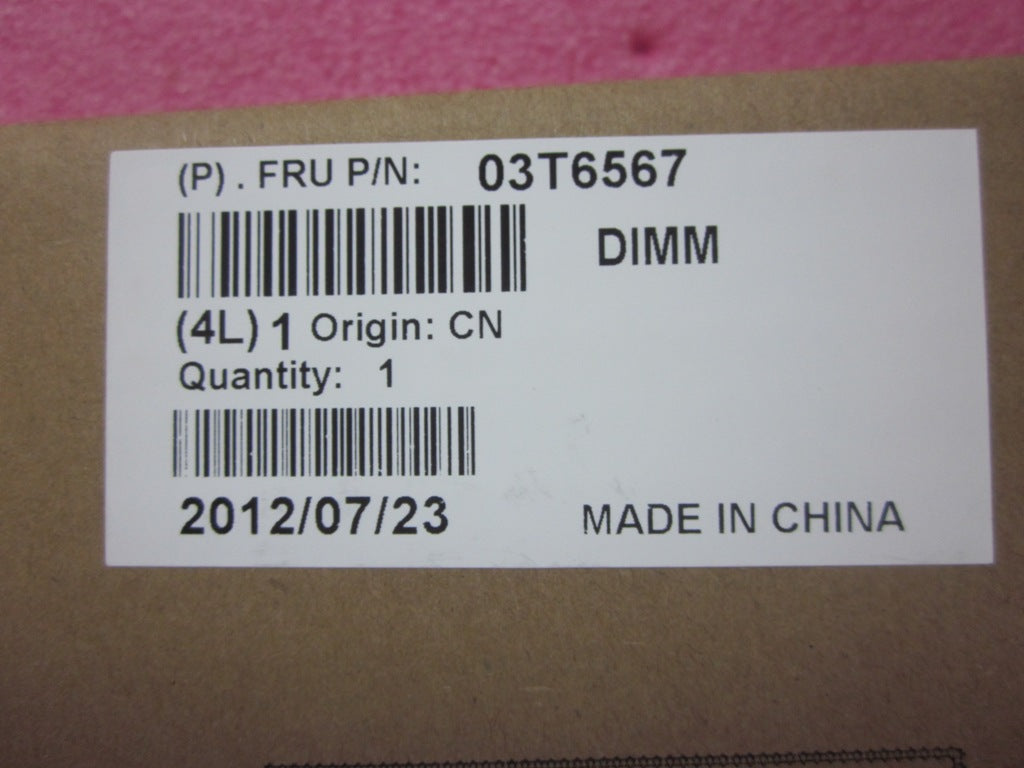 (P) . FRU P/N: 03T6567
DIMM
(4L) 1 Origin: CN
Quantity: 1
2012/07/23
MADE IN CHINA